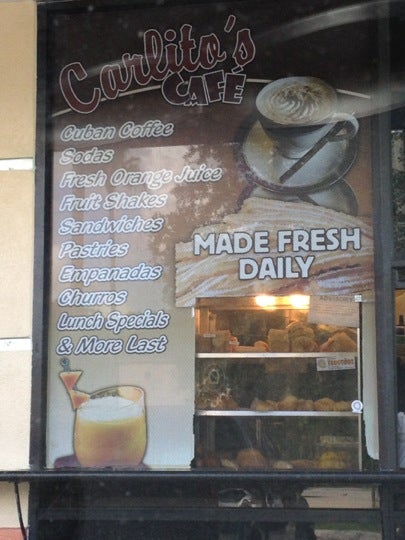 Carlito's
CAFÉ
Cuban Coffee
Sodas
Fresh Orange Juice
Fruit Shakes
Sandwiches
Pastries
Empanadas
Churros
Lunch Specials
& More Last
MADE FRESH
DAILY